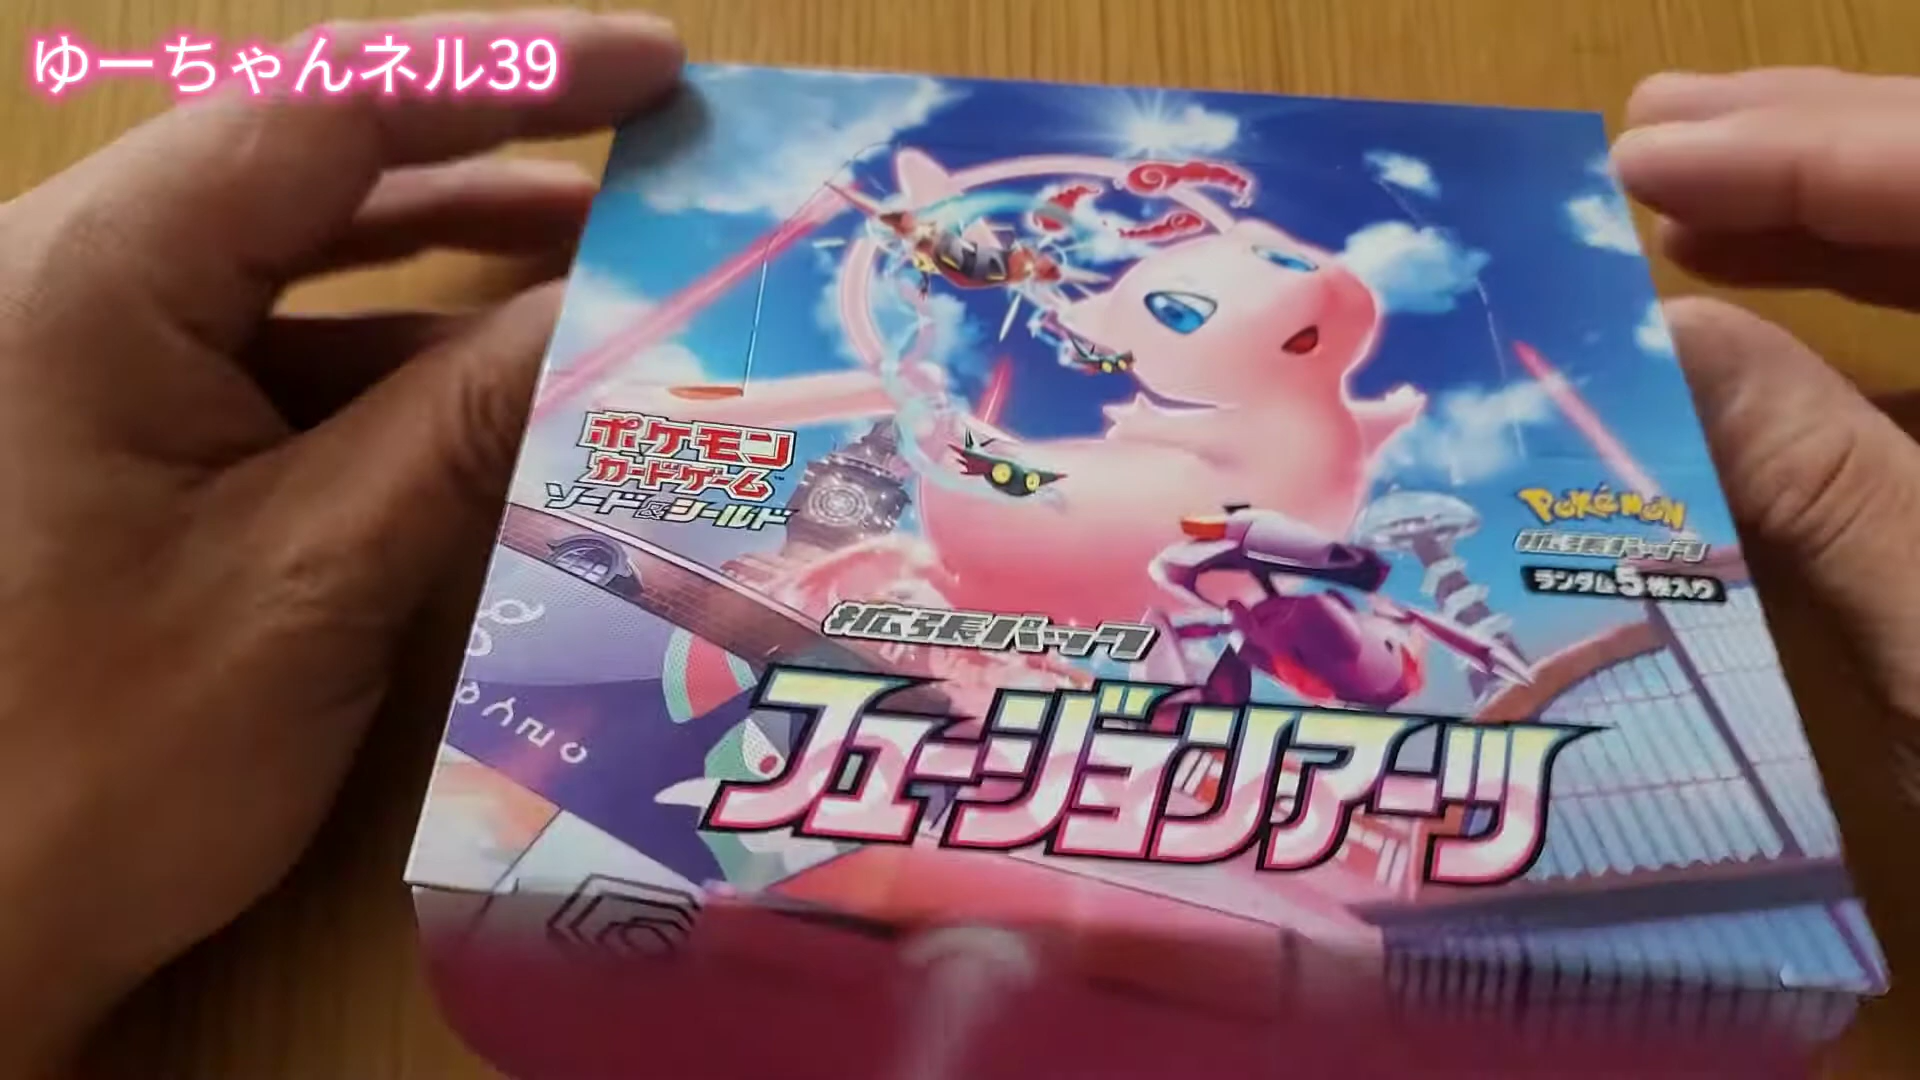 ゆーちゃんネル39
ポケモン
カードゲーム
ソード&シールド
POKéMON
拡張パック
ランダム5枚入り
拡張パック
フュージョンアーツ